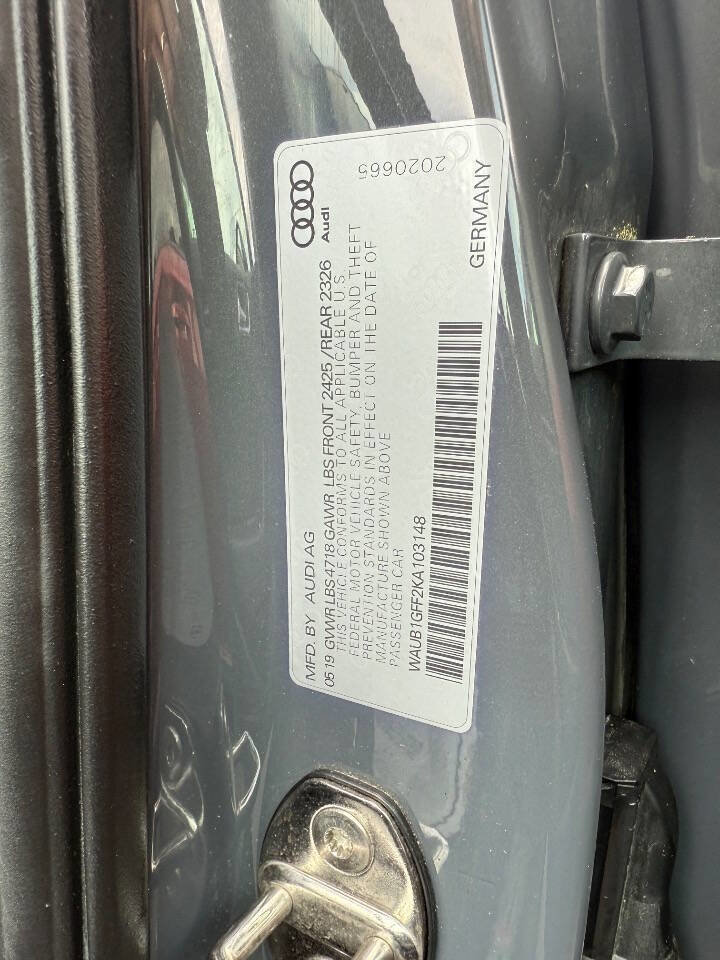 MFD. BY AUDI AG
0519 GVWR LBS 4718 GAWR LBS FRONT 2425 / REAR 2326
THIS VEHICLE CONFORMS TO ALL APPLICABLE U.S
FEDERAL MOTOR VEHICLE SAFETY, BUMPER AND THEFT
PREVENTION STANDARDS IN EFFECT ON THE DATE OF
MANUFACTURE SHOWN ABOVE
PASSENGER CAR
WAUB1GFF2KA103148
Audi
2020665
GERMANY